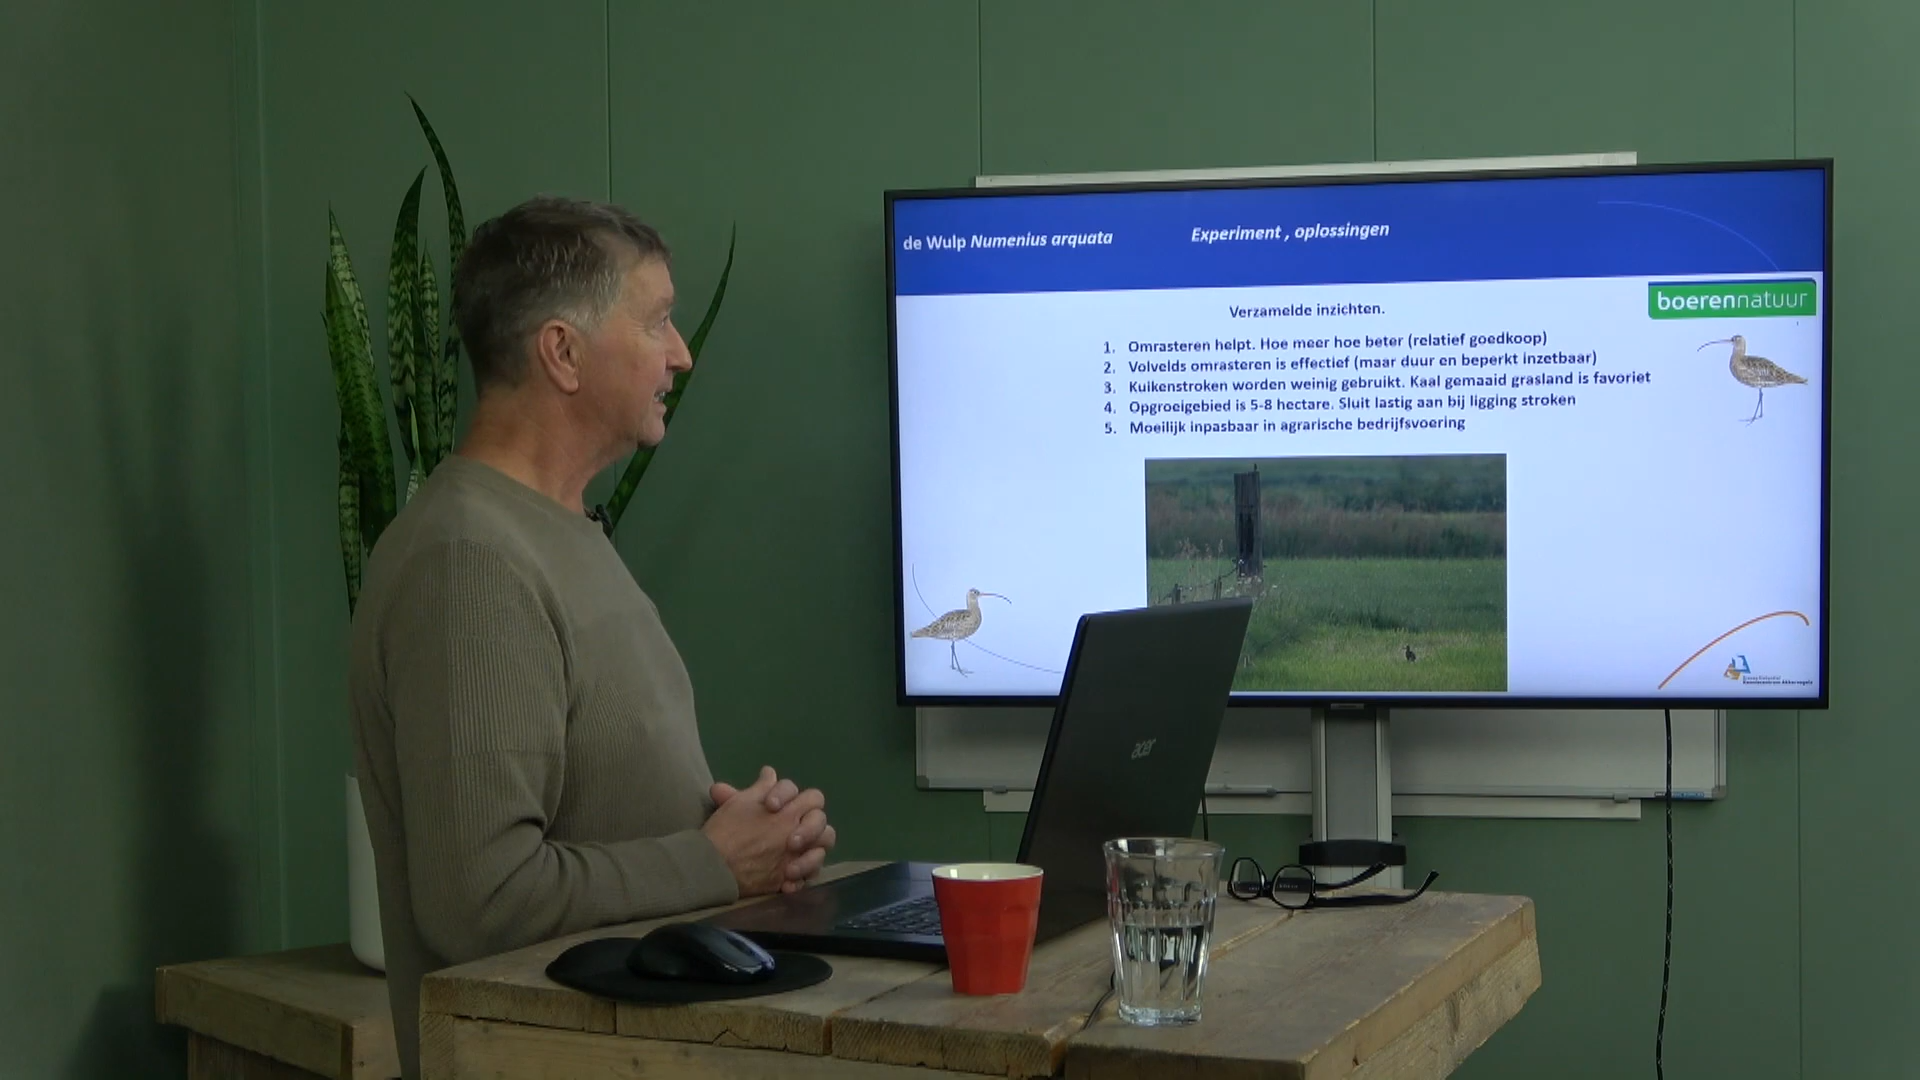 de Wulp Numenius arquata
Experiment , oplossingen
boerennatuur
Verzamelde inzichten.
1. Omrasteren helpt. Hoe meer hoe beter (relatief goedkoop)
2. Volvelds omrasteren is effectief (maar duur en beperkt inzetbaar)
3. Kuikenstroken worden weinig gebruikt. Kaal gemaaid grasland is favoriet
4. Opgroeigebied is 5-8 hectare. Sluit lastig aan bij ligging stroken
5. Moeilijk inpasbaar in agrarische bedrijfsvoering
Kenniscentrum Akkervogels
acer